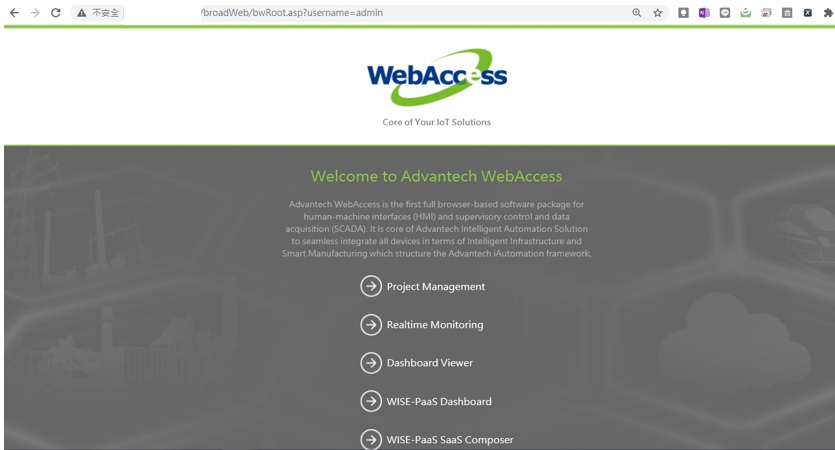 不安全
/broadWeb/bwRoot.asp?username=admin
WebAccess
Core of Your IoT Solutions
Welcome to Advantech WebAccess
Advantech WebAccess is the first full browser-based software package for
human-machine interfaces (HMI) and supervisory control and data
acquisition (SCADA). It is core of Advantech Intelligent Automation Solution
to seamless integrate all devices in terms of Intelligent Infrastructure and
Smart Manufacturing which structure the Advantech iAutomation framework.
Project Management
Realtime Monitoring
Dashboard Viewer
WISE-PaaS Dashboard
WISE-PaaS SaaS Composer